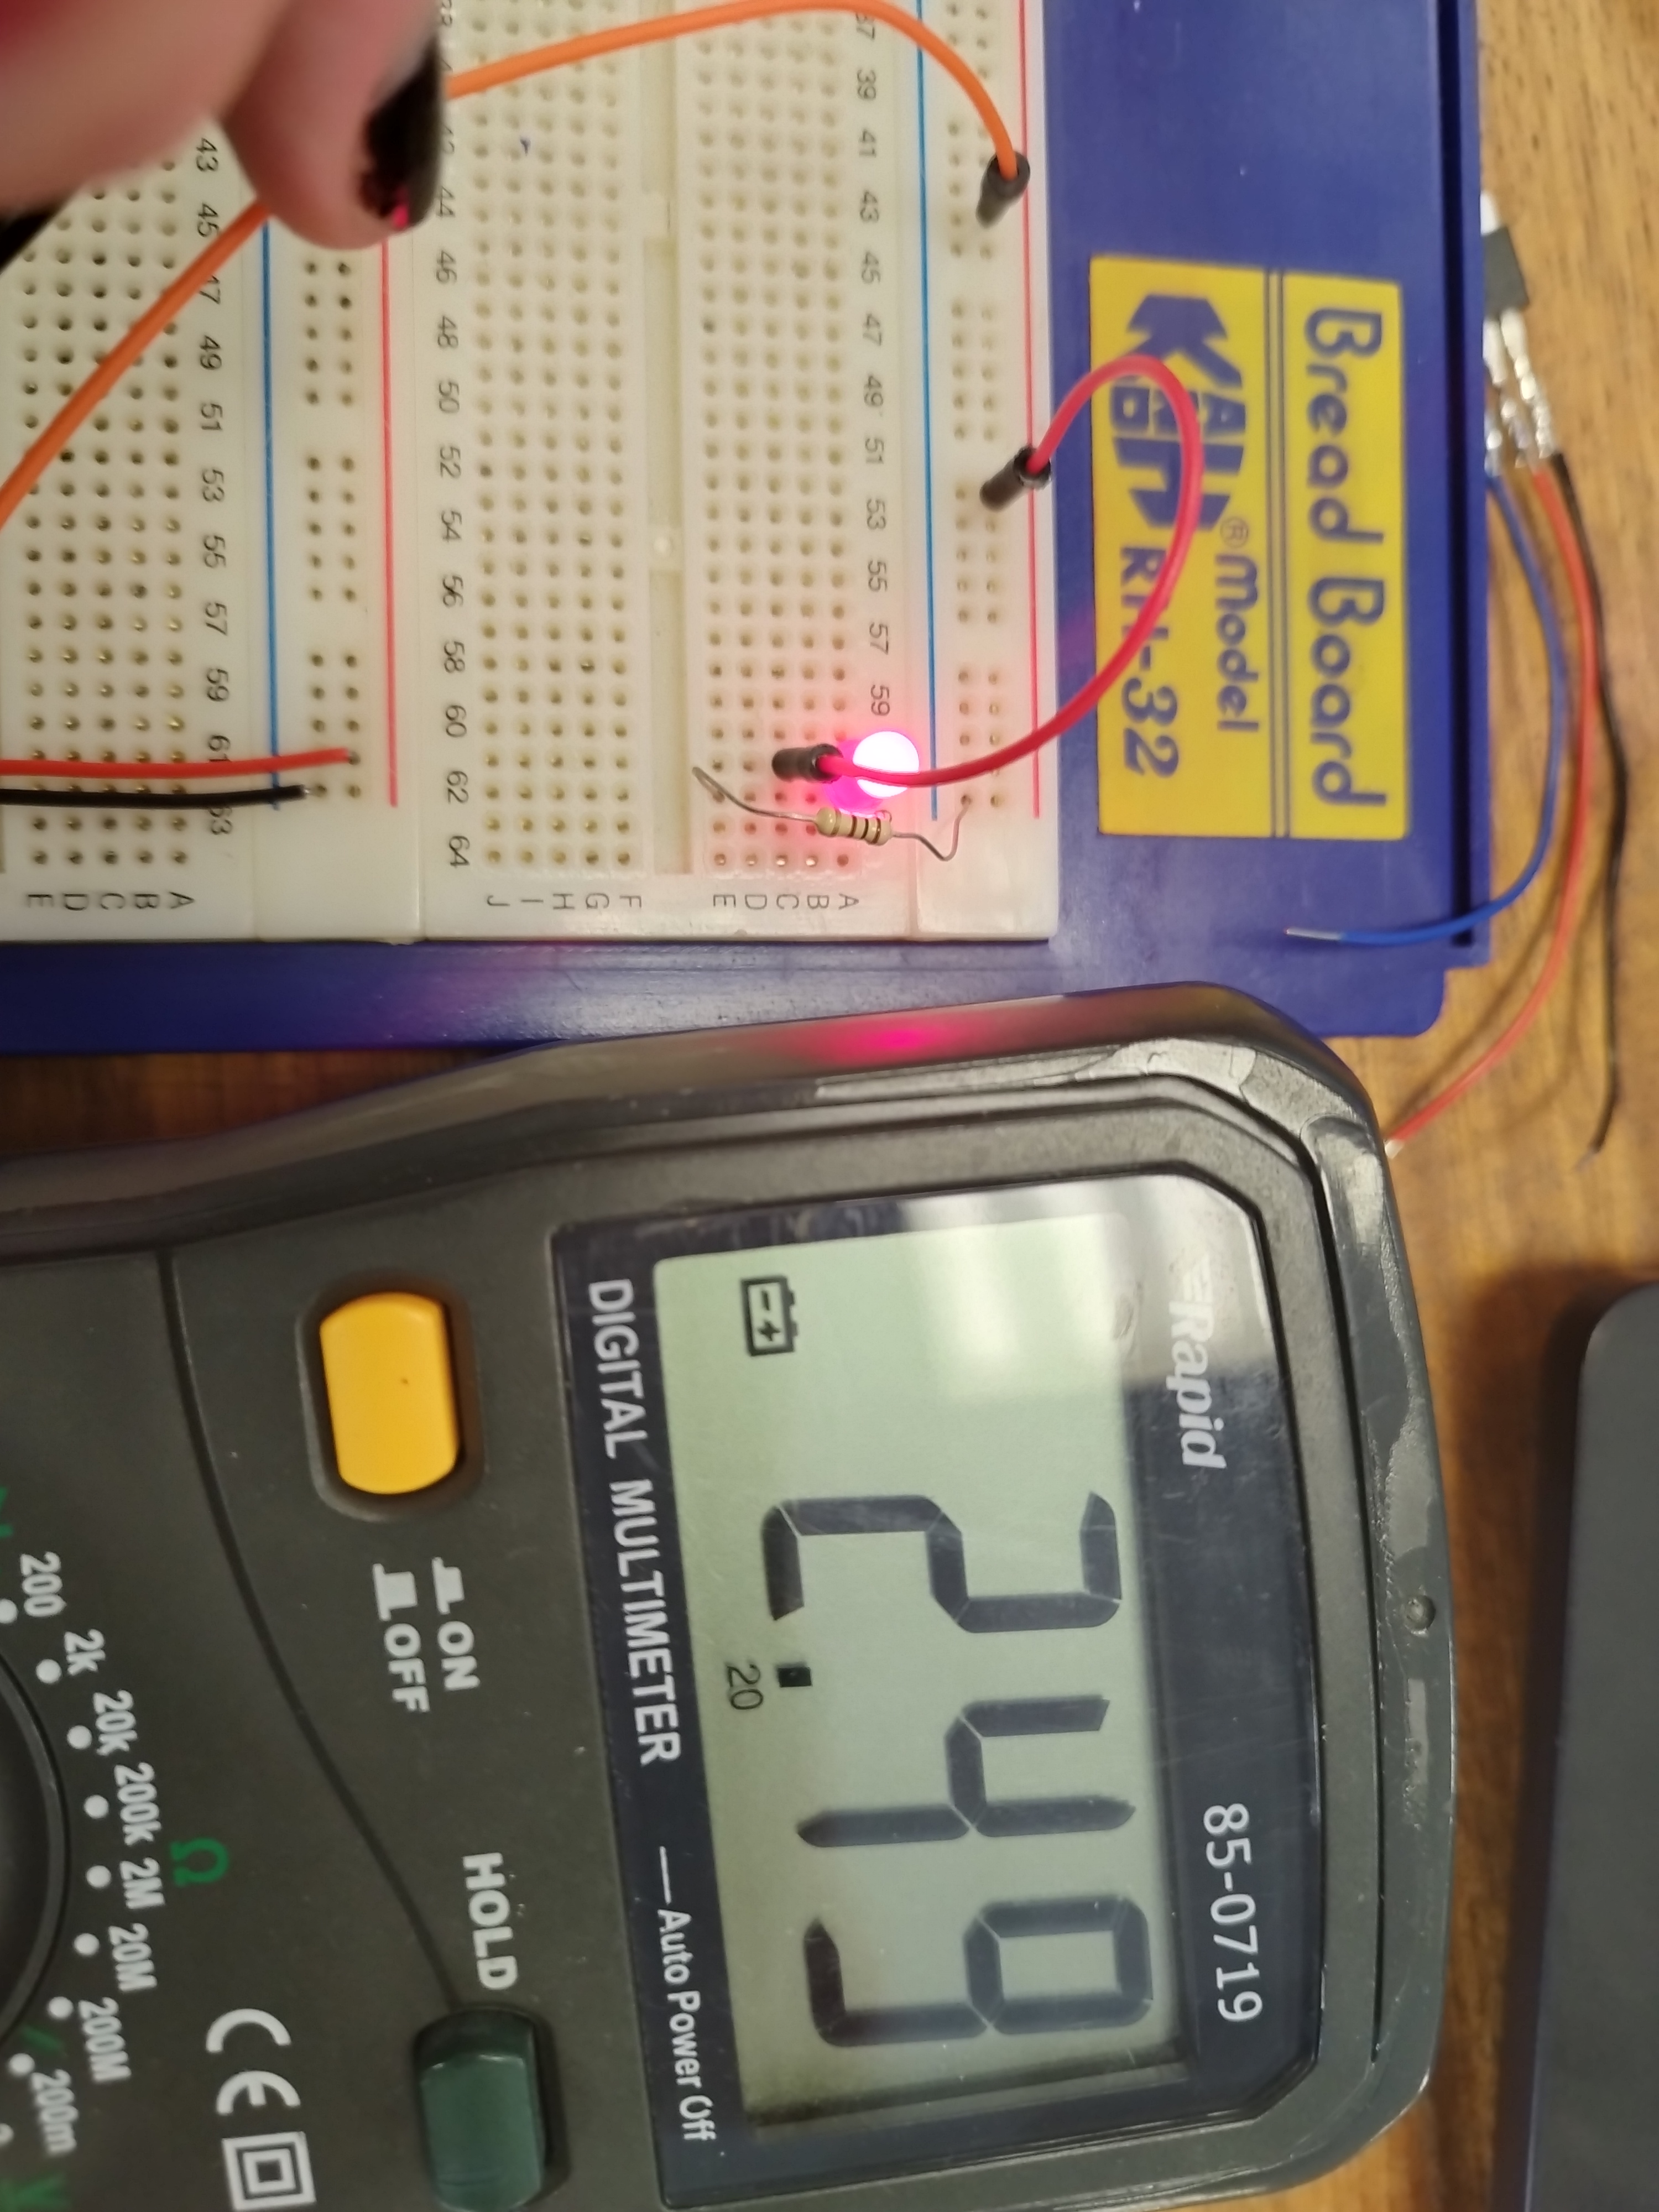 Bread Board
KANDH
® Model
RH-32
37
39
41
43
45
47
49
51
53
55
57
59
A
B
C
D
E
F
G
H
I
J
44
46
48
50
52
54
56
58
60
62
64
43
45
47
49
51
53
55
57
59
61
63
A
B
C
D
E
Rapid
85-0719
2.49
20
DIGITAL MULTIMETER
Auto Power Off
ON
OFF
HOLD
Ω
200
2k
20k
200k
2M
20M
200M
200m
CE